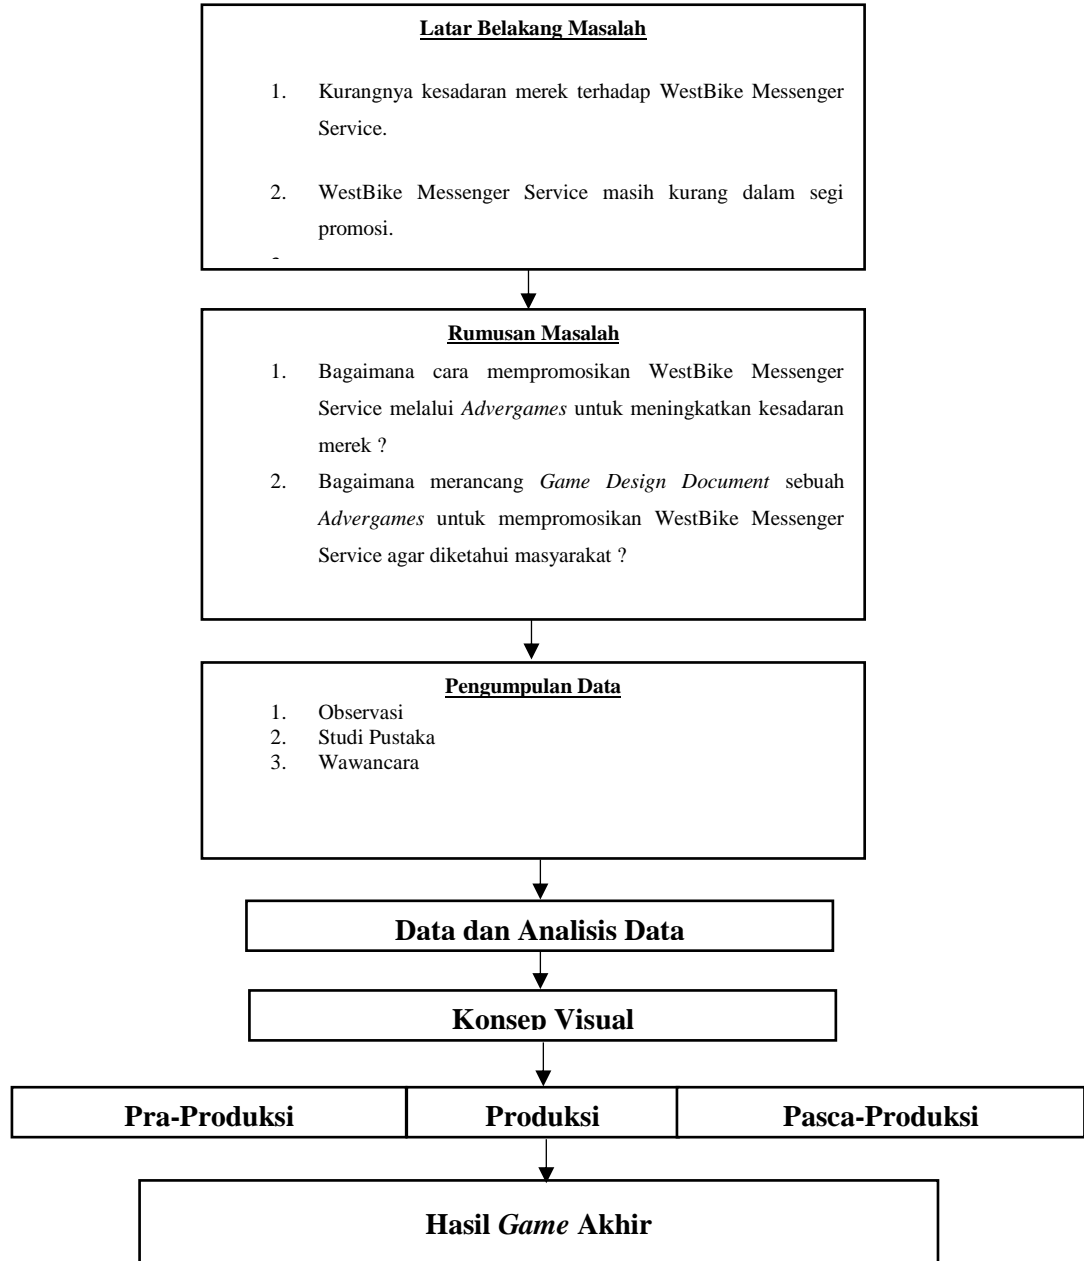 Latar Belakang Masalah
1. Kurangnya kesadaran merek terhadap WestBike Messenger
Service.
2. WestBike Messenger Service masih kurang dalam segi
promosi.
Rumusan Masalah
1. Bagaimana cara mempromosikan WestBike Messenger
Service melalui Advergames untuk meningkatkan kesadaran
merek ?
2. Bagaimana merancang Game Design Document sebuah
Advergames untuk mempromosikan WestBike Messenger
Service agar diketahui masyarakat ?
Pengumpulan Data
1. Observasi
2. Studi Pustaka
3. Wawancara
Data dan Analisis Data
Konsep Visual
Pra-Produksi Produksi Pasca-Produksi
Hasil Game Akhir